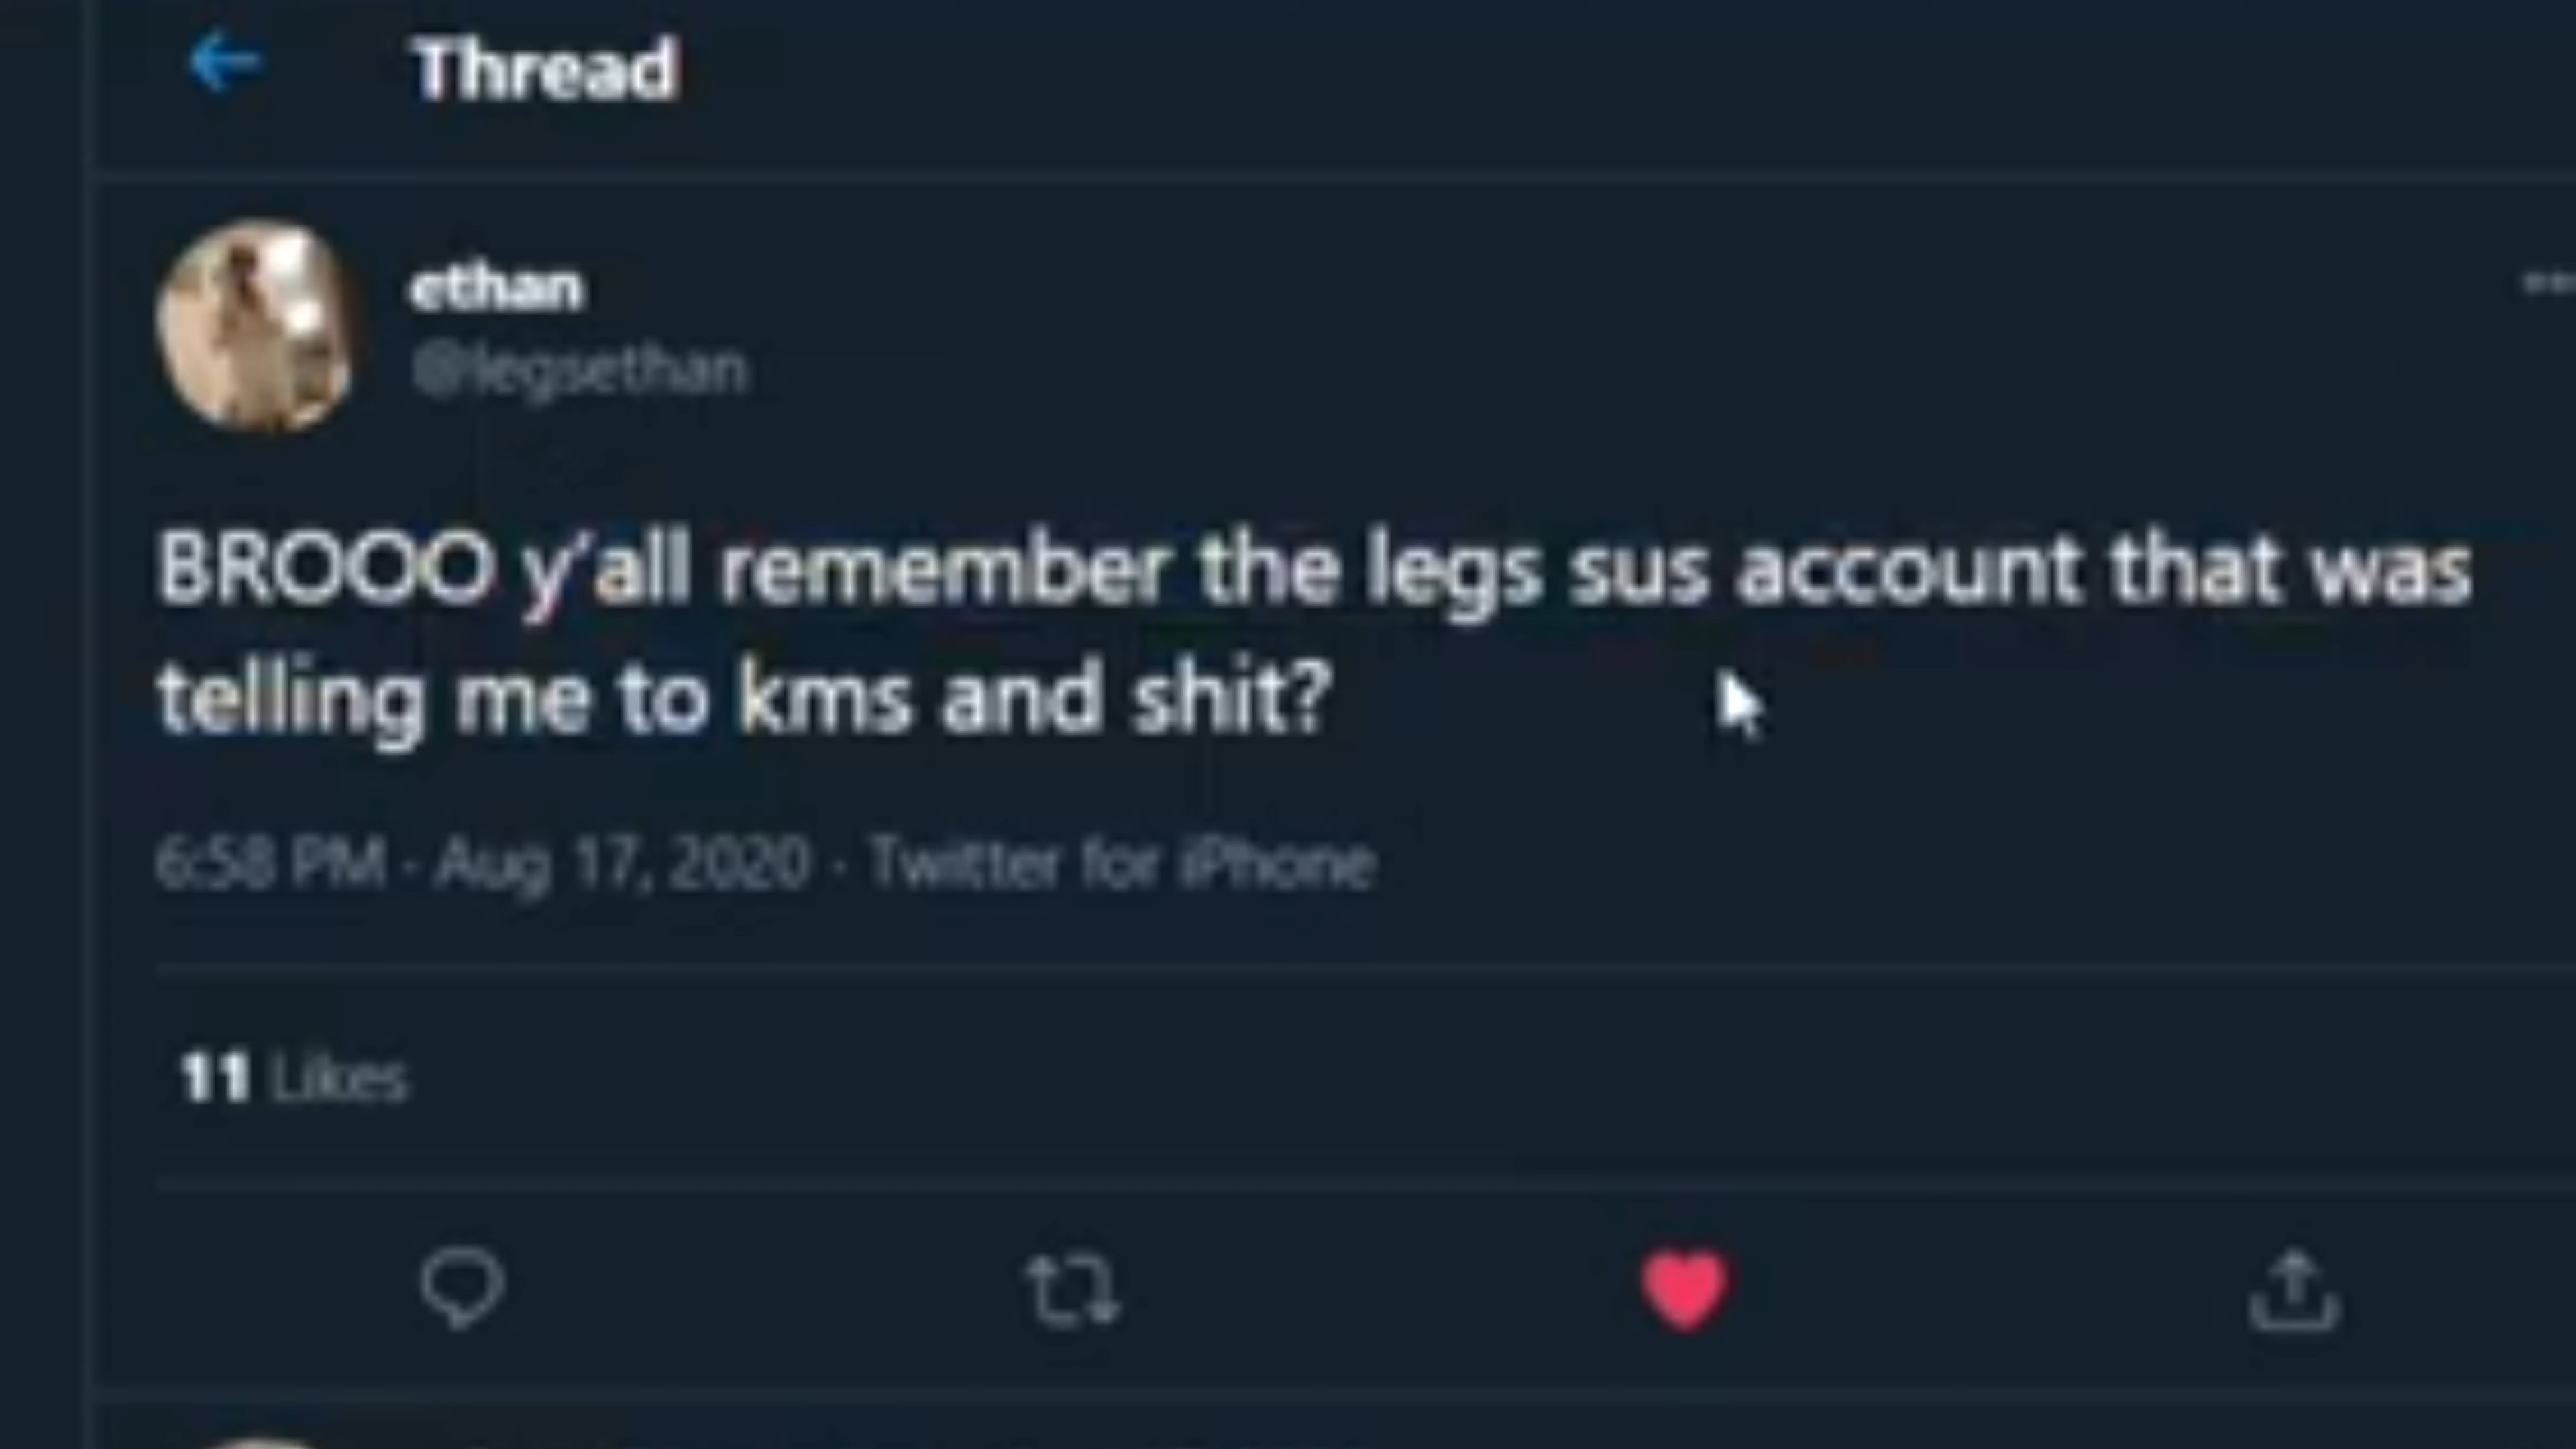 Thread
ethan
@legsethan
BROOO y'all remember the legs sus account that was
telling me to kms and shit?
6:58 PM · Aug 17, 2020 · Twitter for iPhone
11 Likes